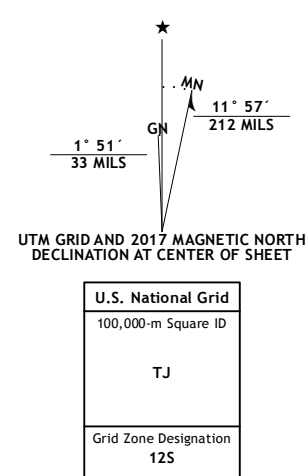 MN
11° 57´
212 MILS
GN
1° 51´
33 MILS
UTM GRID AND 2017 MAGNETIC NORTH
DECLINATION AT CENTER OF SHEET
U.S. National Grid
100,000-m Square ID
TJ
Grid Zone Designation
12S